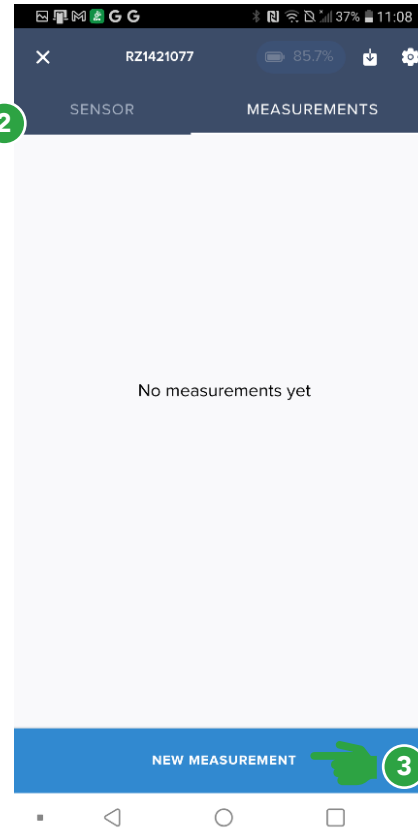 G G 37% 11:08
RZ1421077 85.7%
2 SENSOR MEASUREMENTS
No measurements yet
NEW MEASUREMENT 3